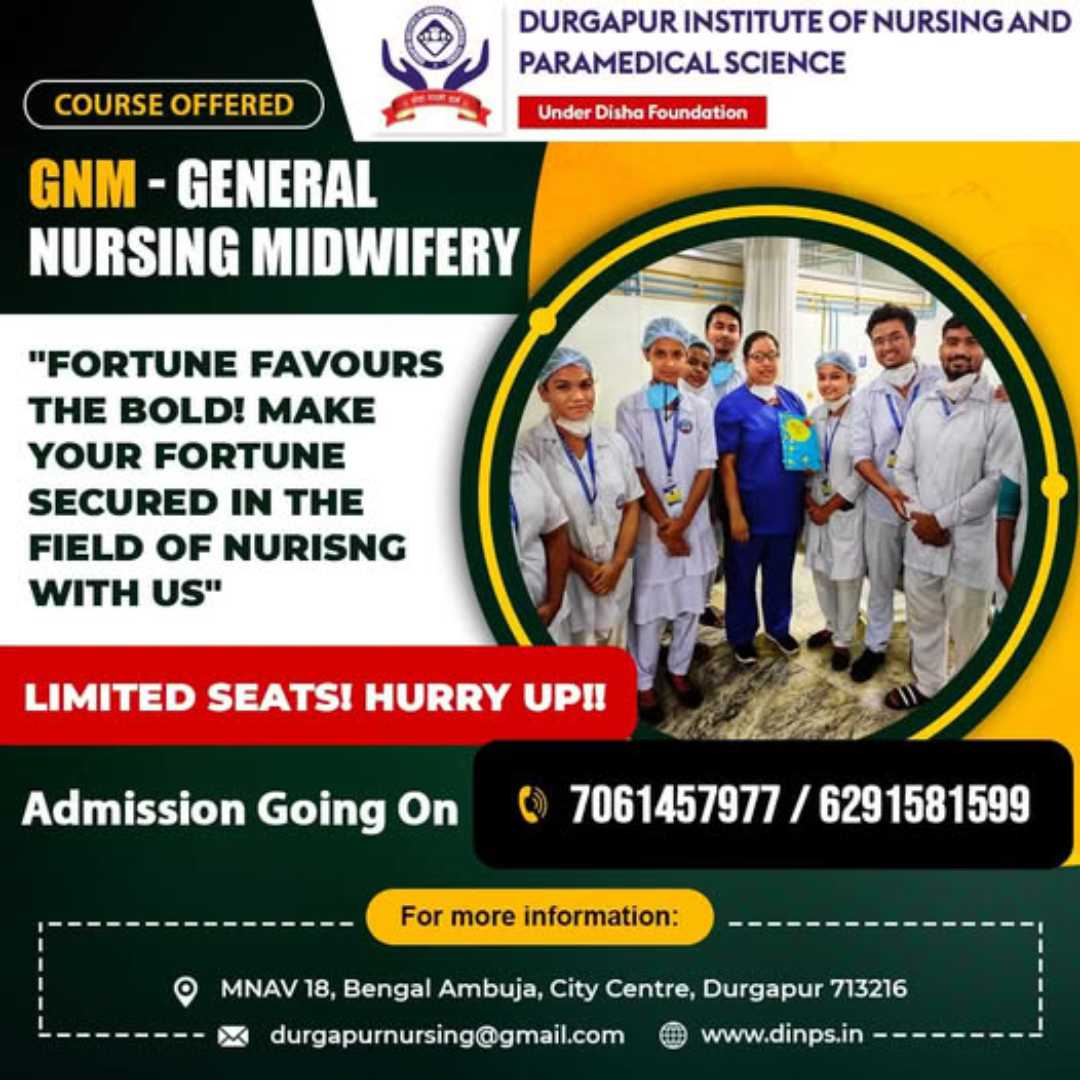 DURGAPUR INSTITUTE OF NURSING AND
PARAMEDICAL SCIENCE
Under Disha Foundation
COURSE OFFERED
GNM - GENERAL
NURSING MIDWIFERY
"FORTUNE FAVOURS
THE BOLD! MAKE
YOUR FORTUNE
SECURED IN THE
FIELD OF NURISNG
WITH US"
LIMITED SEATS! HURRY UP!!
Admission Going On
7061457977 / 6291581599
For more information:
MNAV 18, Bengal Ambuja, City Centre, Durgapur 713216
durgapurnursing@gmail.com
www.dinps.in